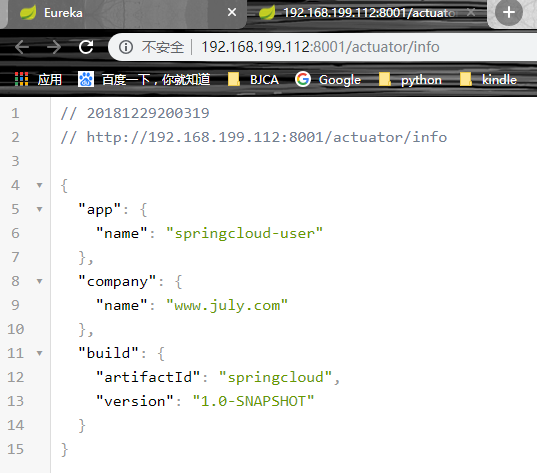 Eureka
192.168.199.112:8001/actuato
不安全 192.168.199.112:8001/actuator/info
应用 百度一下，你就知道 BJCA Google python kindle
1 // 20181229200319
2 // http://192.168.199.112:8001/actuator/info
3
4 {
5 "app": {
6 "name": "springcloud-user"
7 },
8 "company": {
9 "name": "www.july.com"
10 },
11 "build": {
12 "artifactId": "springcloud",
13 "version": "1.0-SNAPSHOT"
14 }
15 }